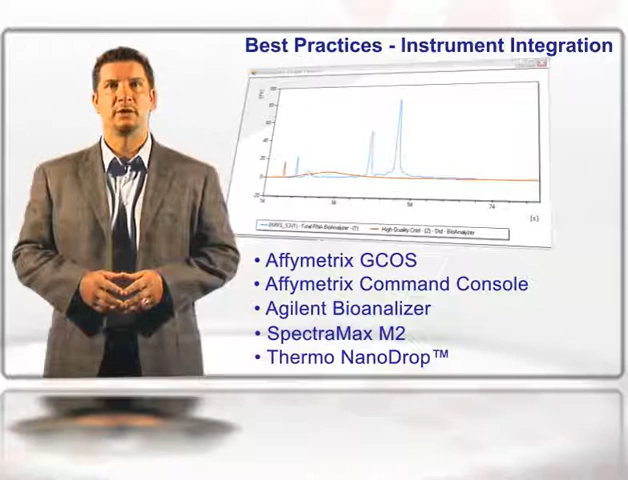 Best Practices - Instrument Integration
• Affymetrix GCOS
• Affymetrix Command Console
• Agilent Bioanalizer
• SpectraMax M2
• Thermo NanoDrop™